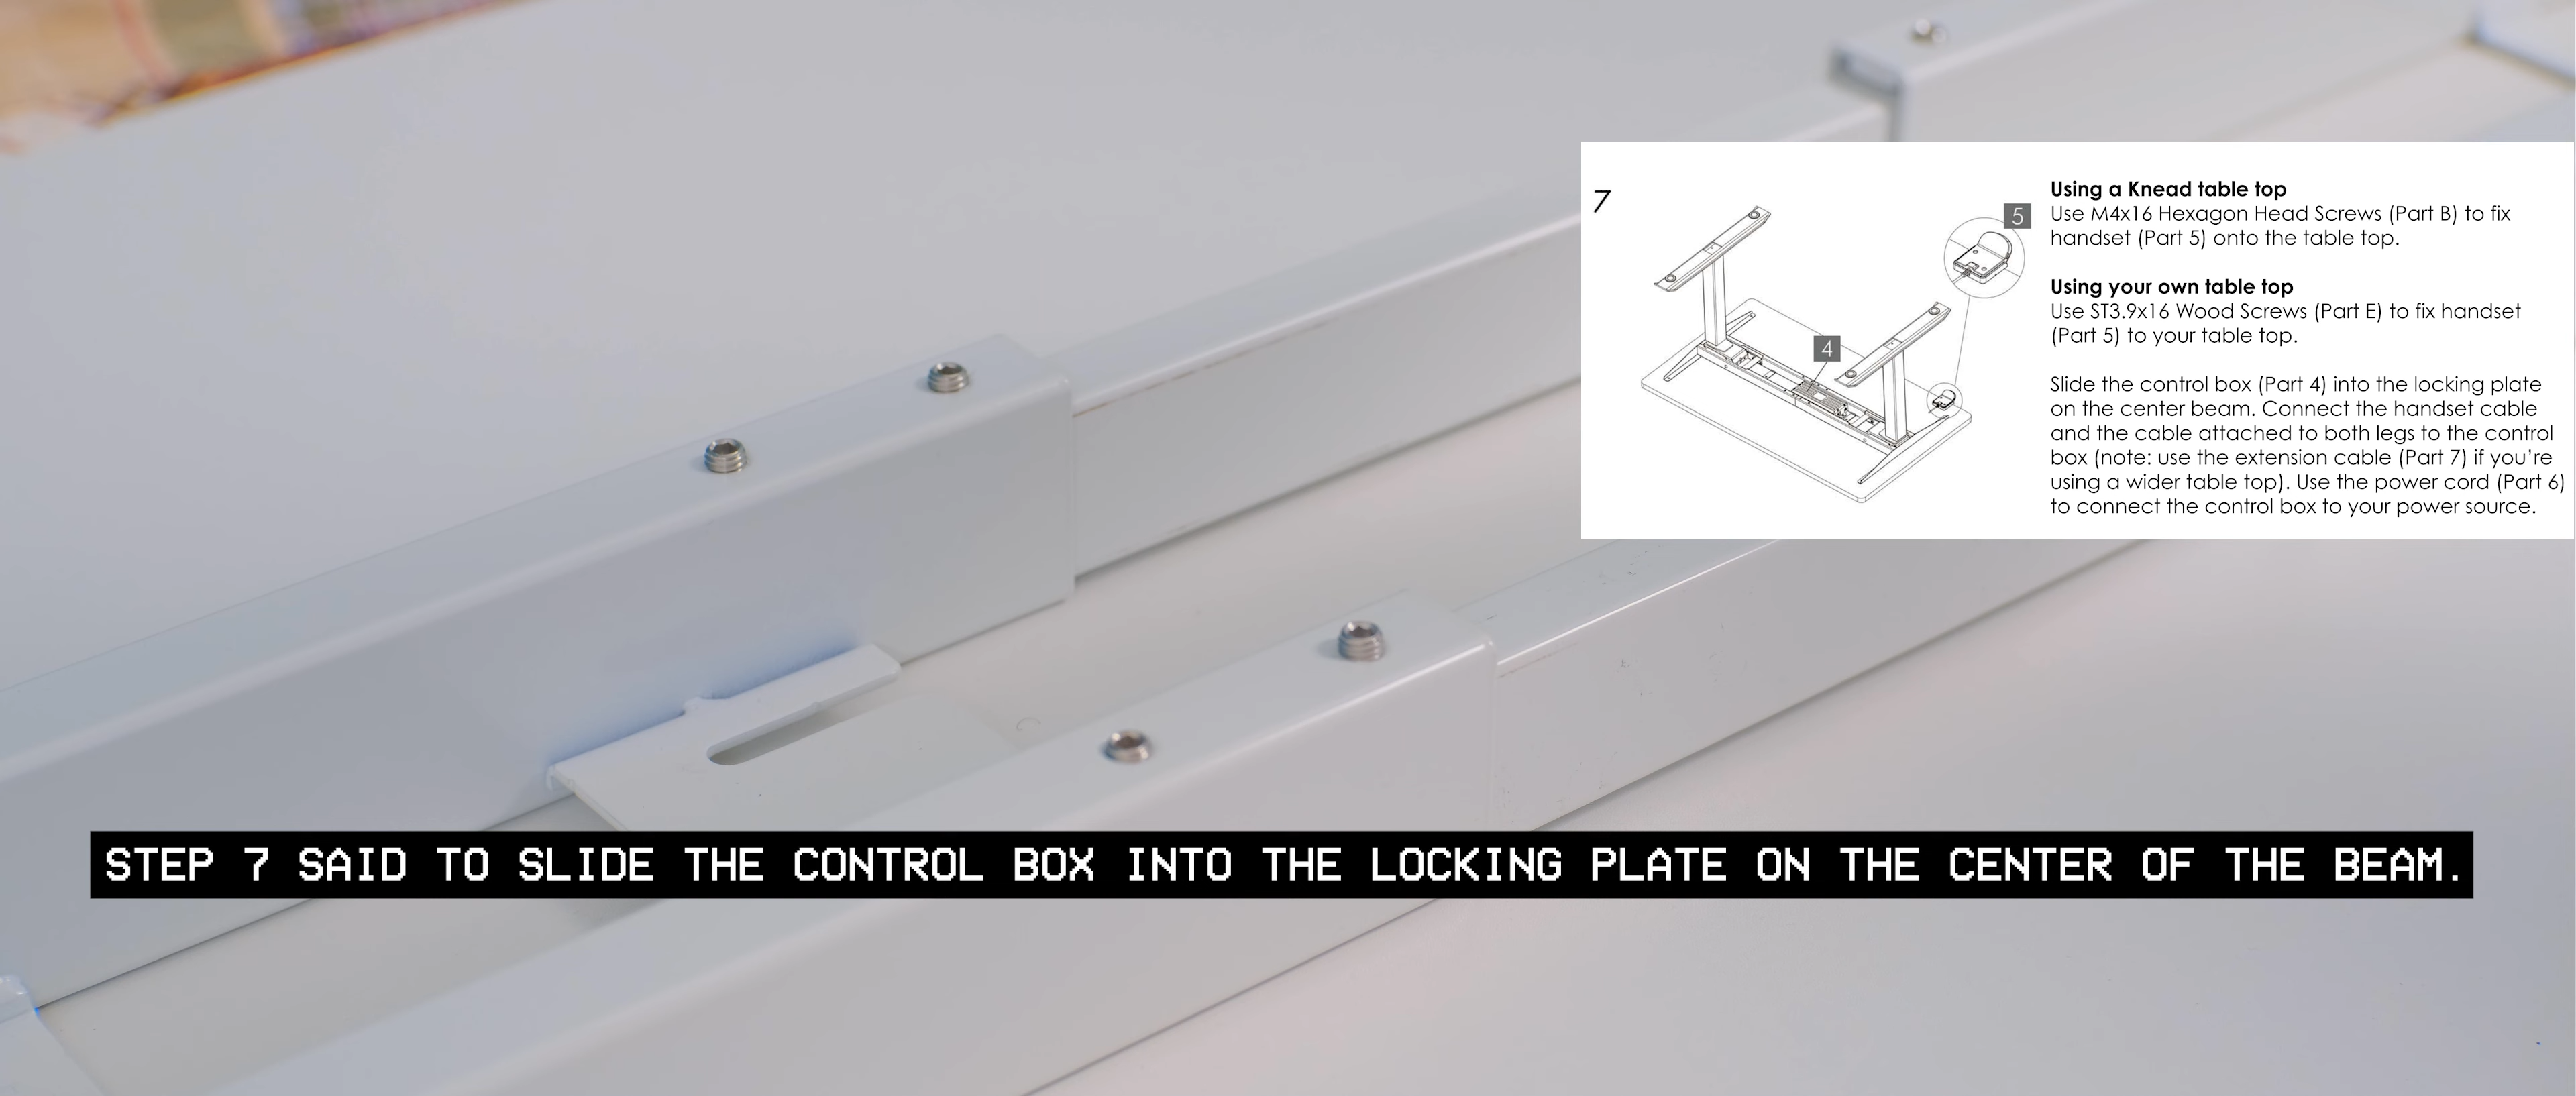 7
5
4
Using a Knead table top
Use M4x16 Hexagon Head Screws (Part B) to fix
handset (Part 5) onto the table top.
Using your own table top
Use ST3.9x16 Wood Screws (Part E) to fix handset
(Part 5) to your table top.
Slide the control box (Part 4) into the locking plate
on the center beam. Connect the handset cable
and the cable attached to both legs to the control
box (note: use the extension cable (Part 7) if you're
using a wider table top). Use the power cord (Part 6)
to connect the control box to your power source.
STEP 7 SAID TO SLIDE THE CONTROL BOX INTO THE LOCKING PLATE ON THE CENTER OF THE BEAM.